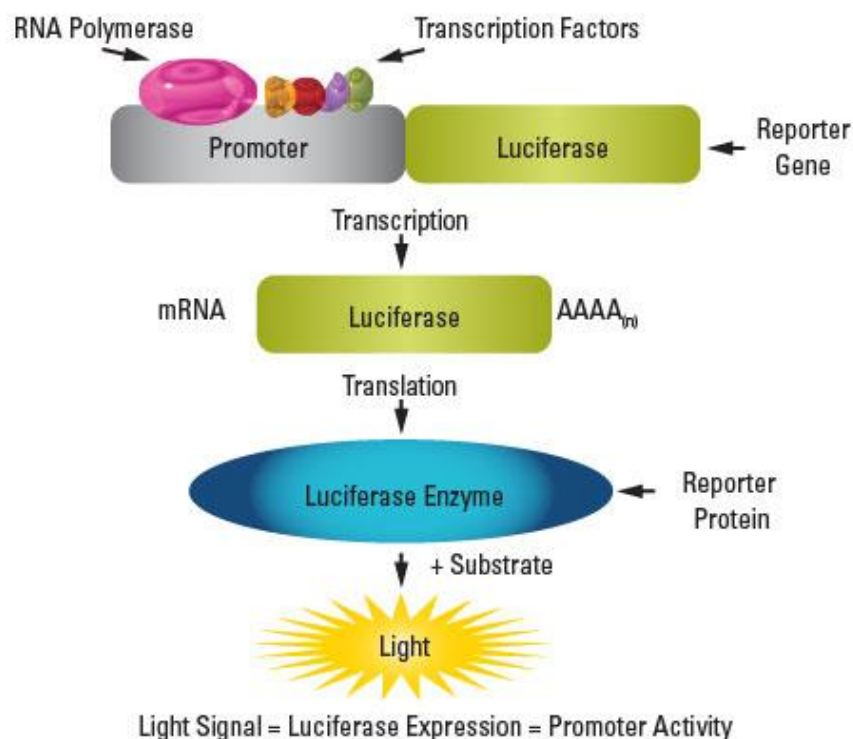 RNA Polymerase
Transcription Factors
Promoter
Luciferase
Reporter
Gene
Transcription
mRNA
Luciferase
AAAA(n)
Translation
Luciferase Enzyme
Reporter
Protein
+ Substrate
Light
Light Signal = Luciferase Expression = Promoter Activity